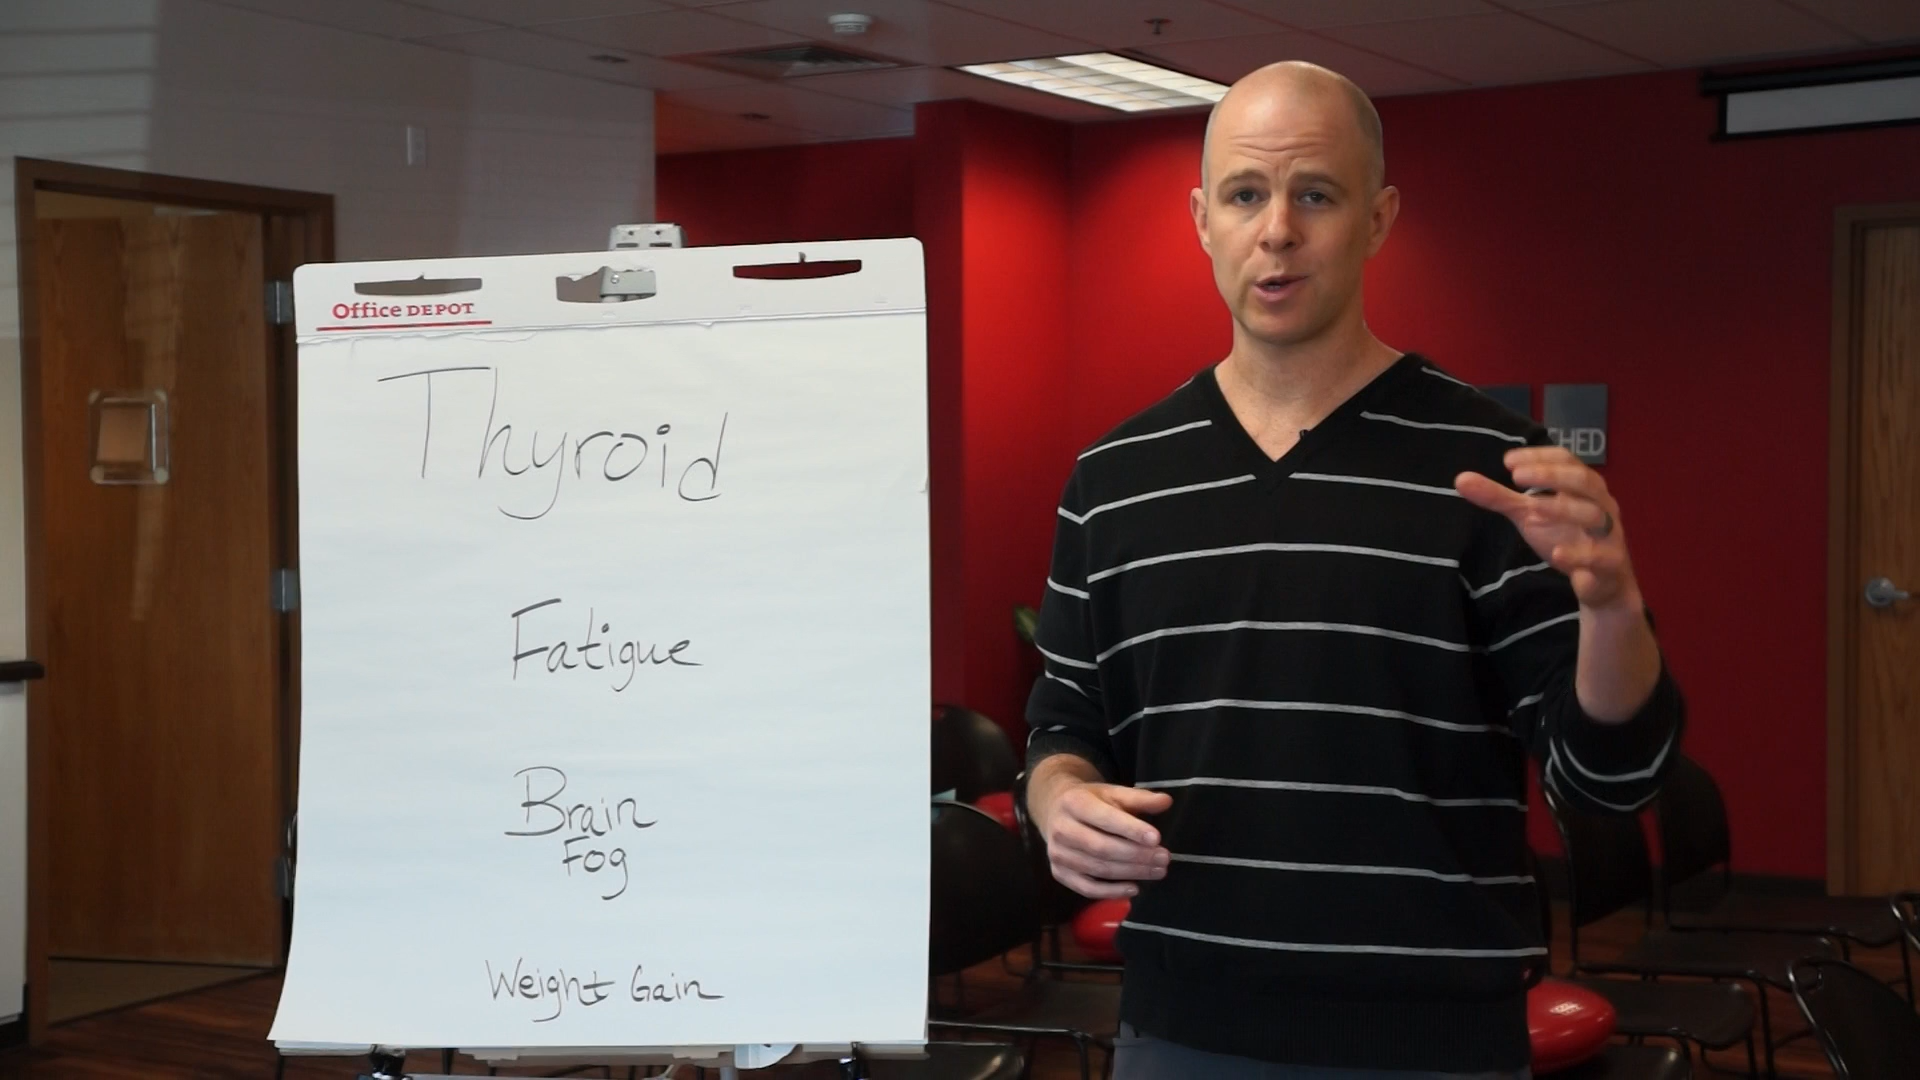 Office DEPOT
Thyroid
Fatigue
Brain
Fog
Weight Gain